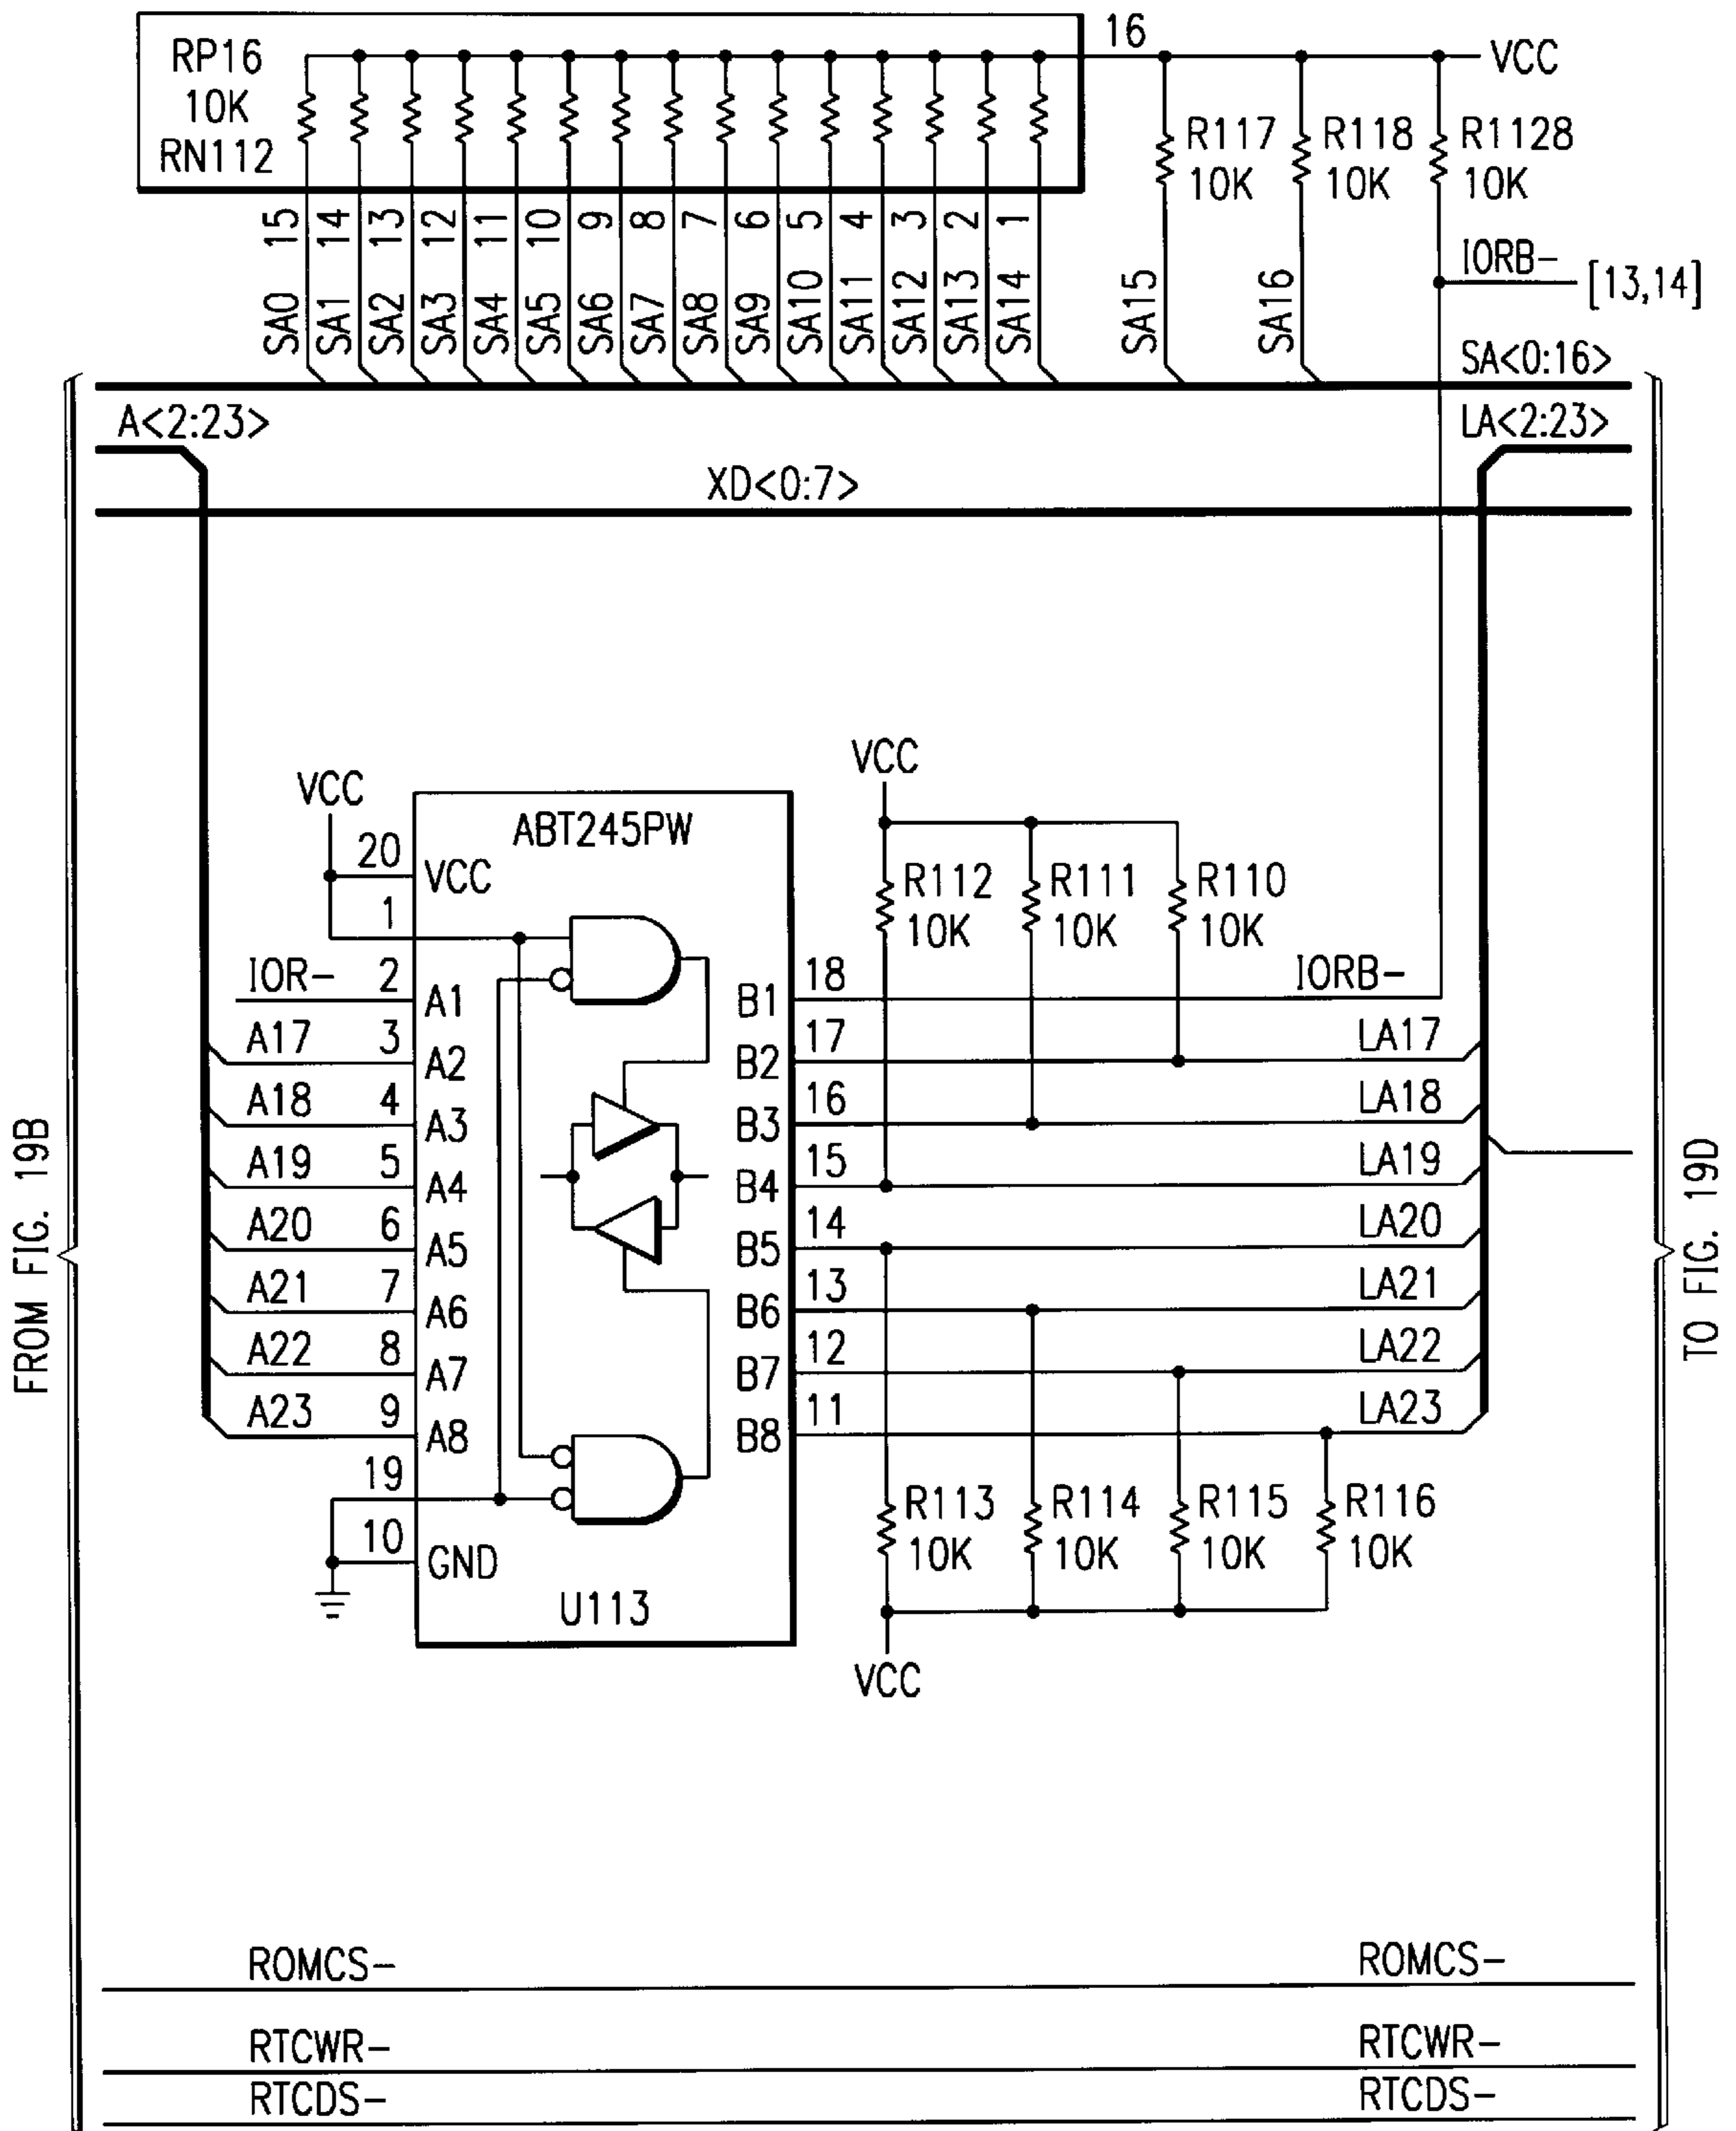 RP16
10K
RN112
16
VCC
R117
10K
R118
10K
R1128
10K
15 14 13 12 11 10 9 8 7 6 5 4 3 2 1
SA0 SA1 SA2 SA3 SA4 SA5 SA6 SA7 SA8 SA9 SA10 SA11 SA12 SA13 SA14 SA15 SA16
IORB-
[13,14]
SA<0:16>
A<2:23>
LA<2:23>
XD<0:7>
VCC
VCC
ABT245PW
20 VCC
1
R112
10K
R111
10K
R110
10K
IOR- 2 A1 B1 18 IORB-
A17 3 A2 B2 17 LA17
A18 4 A3 B3 16 LA18
A19 5 A4 B4 15 LA19
A20 6 A5 B5 14 LA20
A21 7 A6 B6 13 LA21
A22 8 A7 B7 12 LA22
A23 9 A8 B8 11 LA23
19
10 GND
U113
R113
10K
R114
10K
R115
10K
R116
10K
VCC
FROM FIG. 19B
TO FIG. 19D
ROMCS- ROMCS-
RTCWR- RTCWR-
RTCDS- RTCDS-